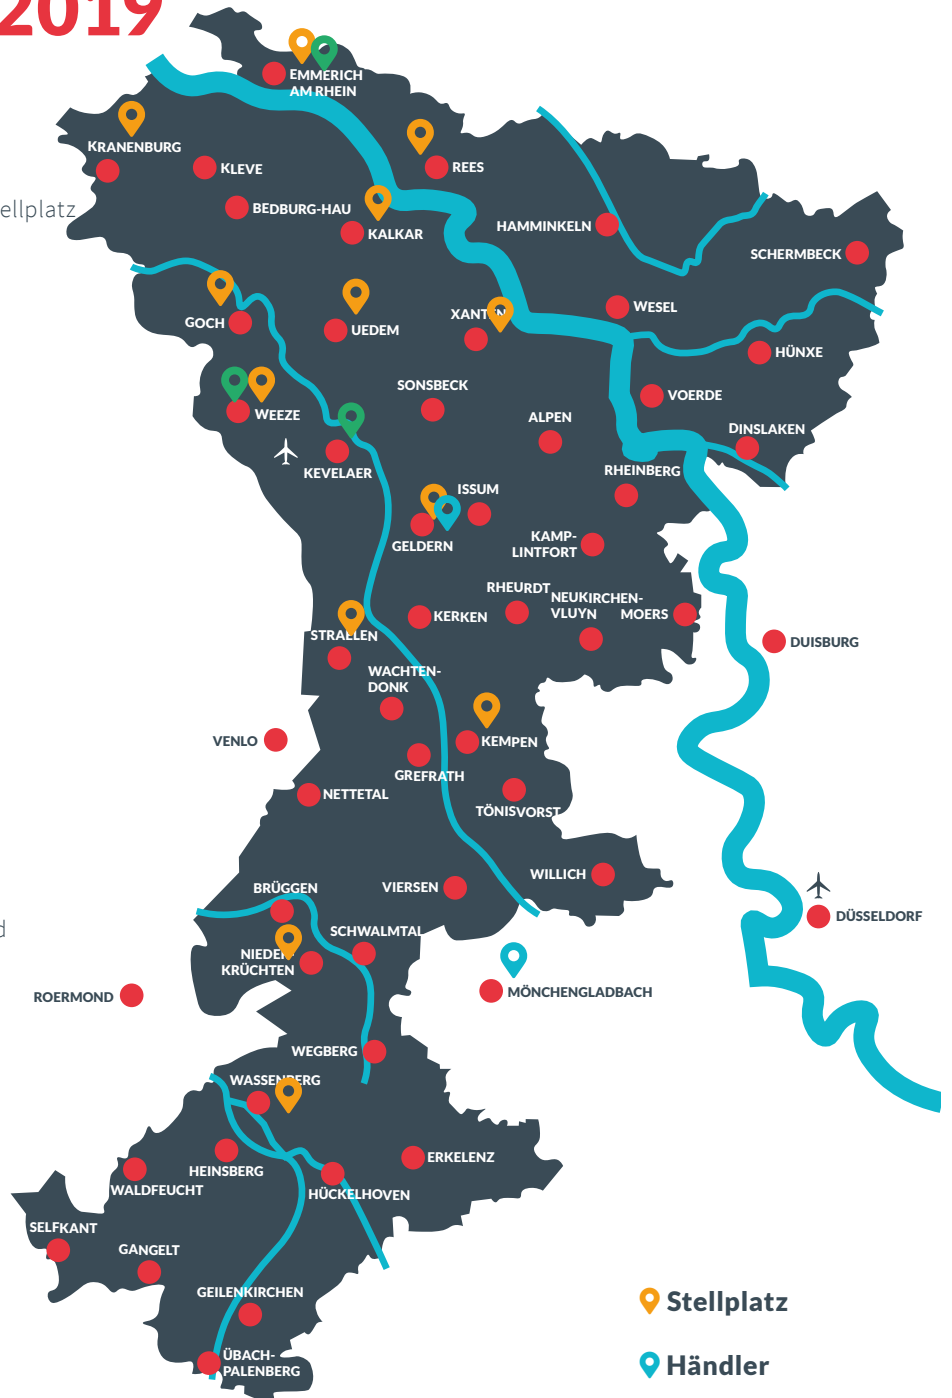 2019
EMMERICH
AM RHEIN
KRANENBURG
KLEVE
REES
ellplatz
BEDBURG-HAU
KALKAR
HAMMINKELN
SCHERMBECK
GOCH
UEDEM
XANTEN
WESEL
HÜNXE
SONSBECK
VOERDE
WEEZE
ALPEN
DINSLAKEN
KEVELAER
RHEINBERG
ISSUM
GELDERN
KAMP-
LINTFORT
RHEURDT
NEUKIRCHEN-
VLUYN
MOERS
KERKEN
STRAELEN
DUISBURG
WACHTEN-
DONK
VENLO
KEMPEN
GREFRATH
NETTETAL
TÖNISVORST
WILLICH
BRÜGGEN
VIERSEN
DÜSSELDORF
d
SCHWALMTAL
NIEDER-
KRÜCHTEN
ROERMOND
MÖNCHENGLADBACH
WEGBERG
WASSENBERG
ERKELENZ
HEINSBERG
WALDFEUCHT
HÜCKELHOVEN
SELFKANT
GANGELT
GEILENKIRCHEN
ÜBACH-
PALENBERG
Stellplatz
Händler